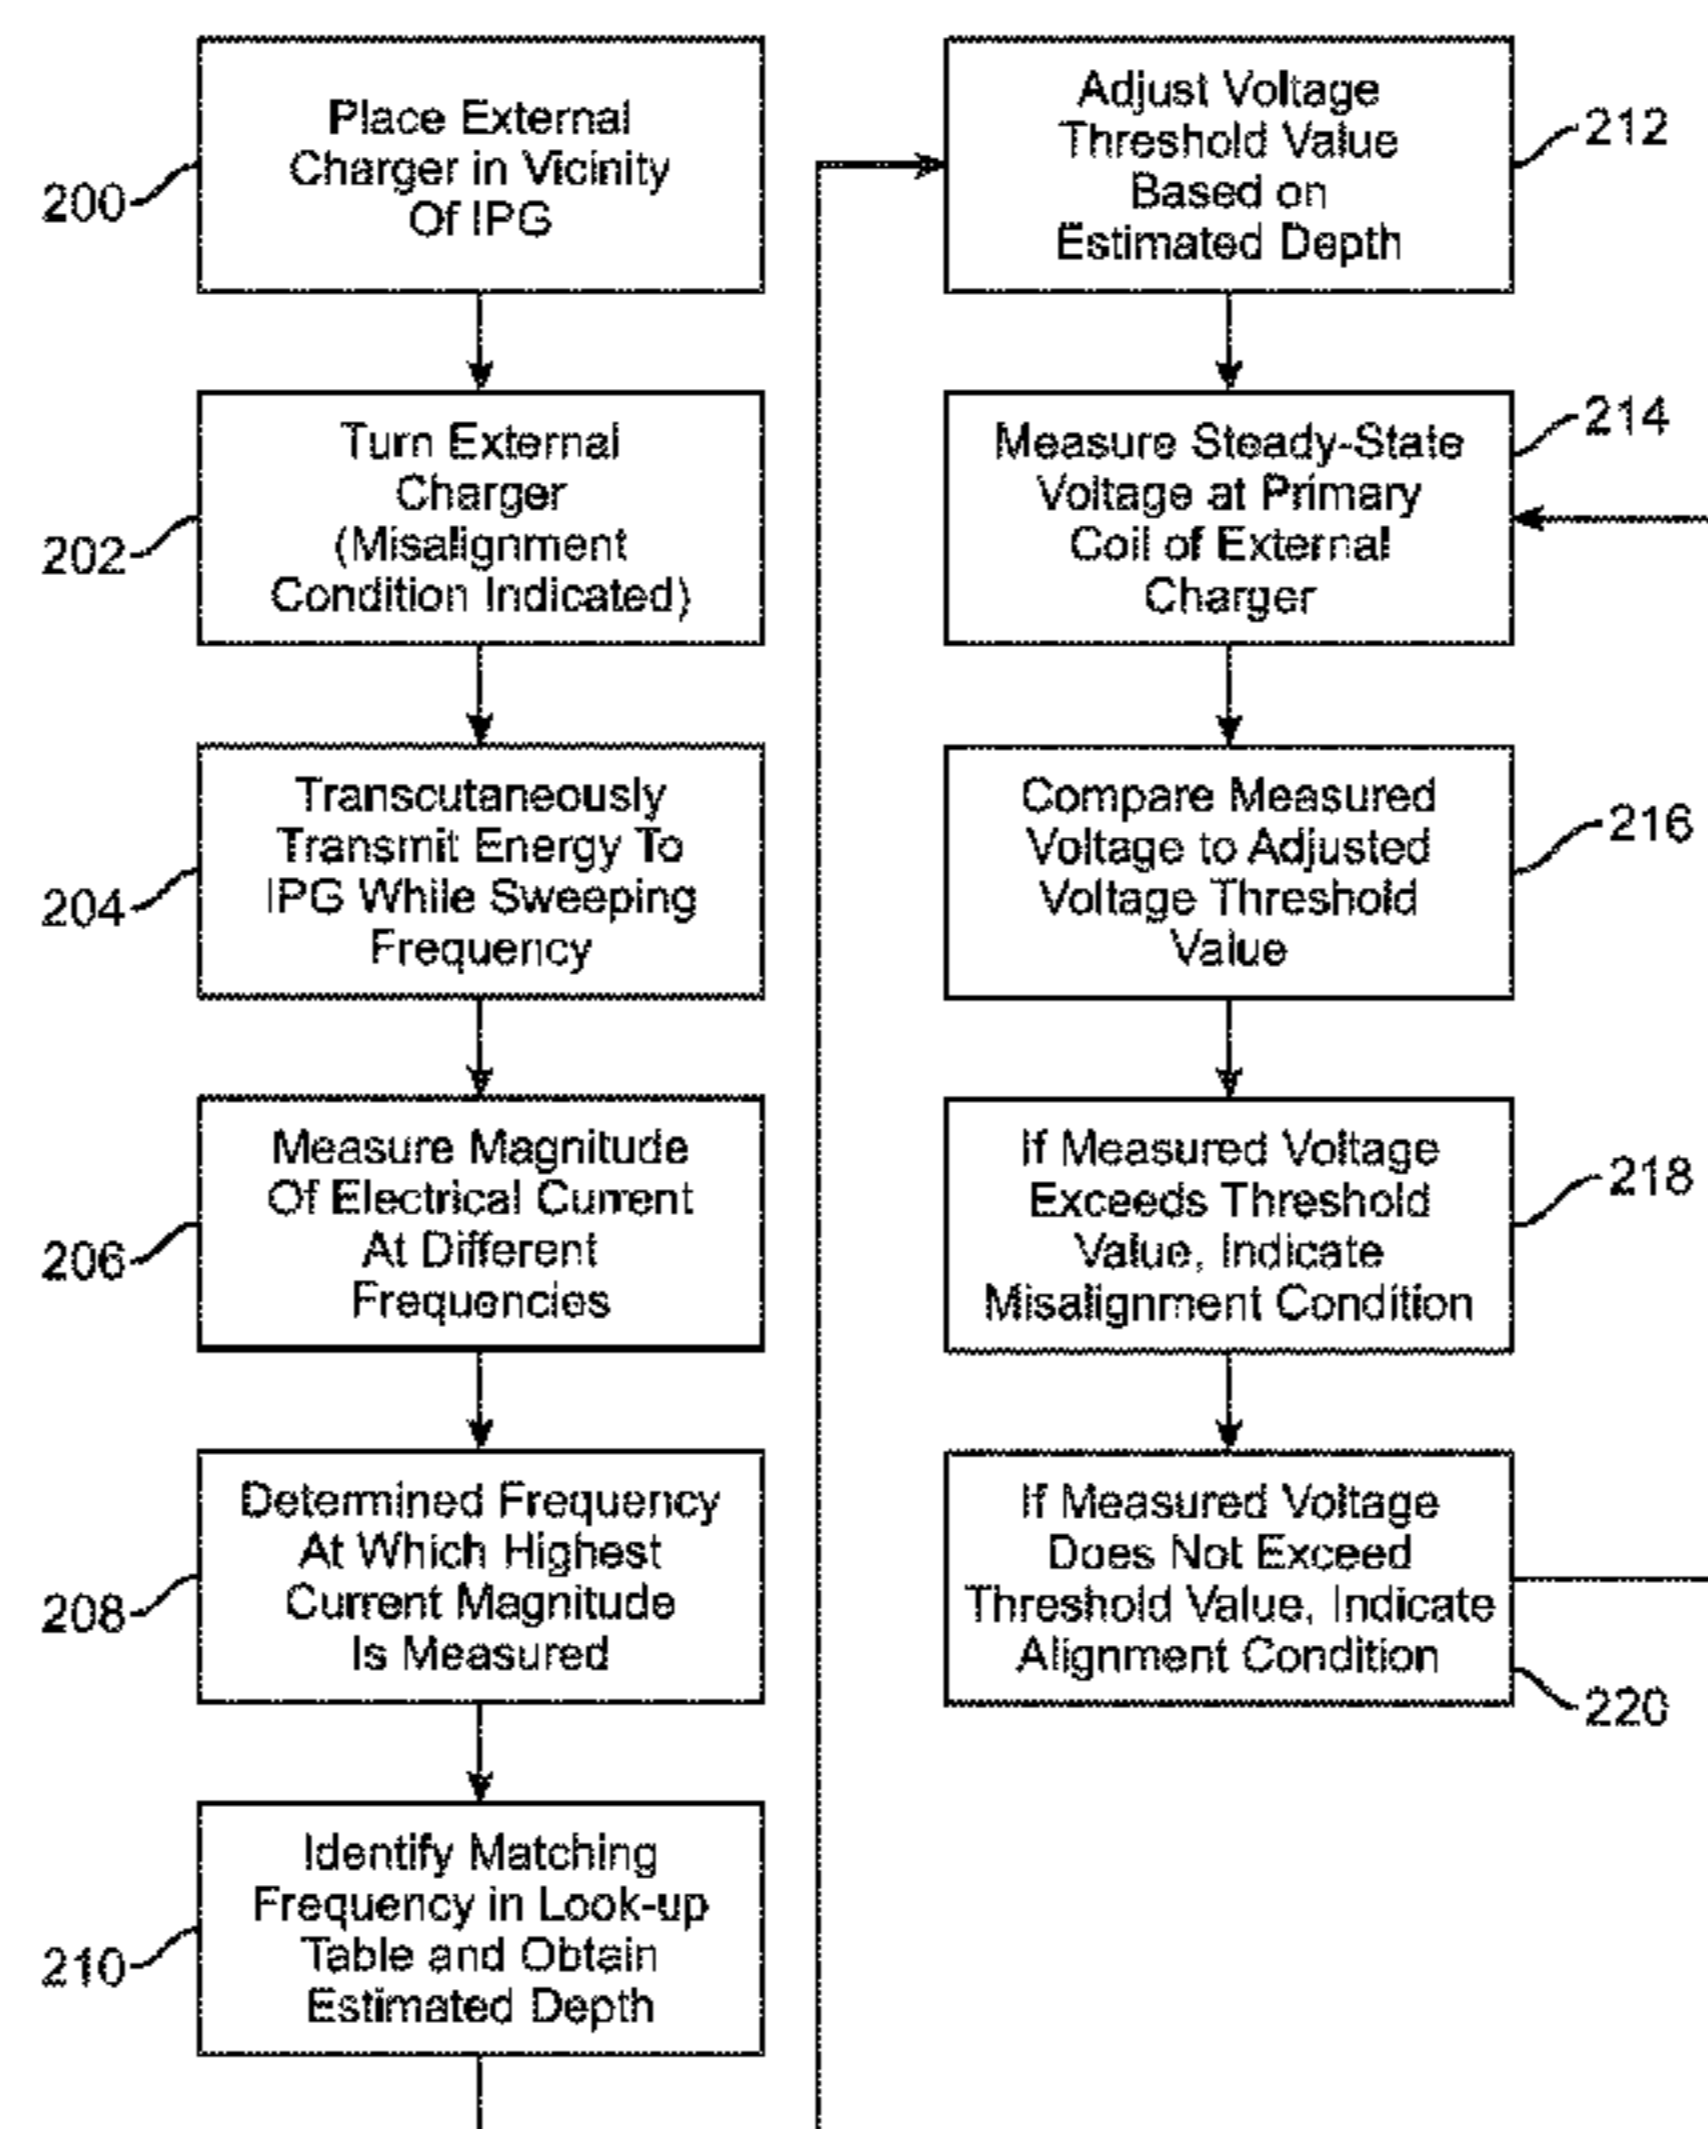 Place External
Charger in Vicinity
Of IPG
200
Turn External
Charger
(Misalignment
Condition Indicated)
202
Transcutaneously
Transmit Energy To
IPG While Sweeping
Frequency
204
Measure Magnitude
Of Electrical Current
At Different
Frequencies
206
Determined Frequency
At Which Highest
Current Magnitude
Is Measured
208
Identify Matching
Frequency in Look-up
Table and Obtain
Estimated Depth
210
Adjust Voltage
Threshold Value
Based on
Estimated Depth
212
Measure Steady-State
Voltage at Primary
Coil of External
Charger
214
Compare Measured
Voltage to Adjusted
Voltage Threshold
Value
216
If Measured Voltage
Exceeds Threshold
Value, Indicate
Misalignment Condition
218
If Measured Voltage
Does Not Exceed
Threshold Value, Indicate
Alignment Condition
220